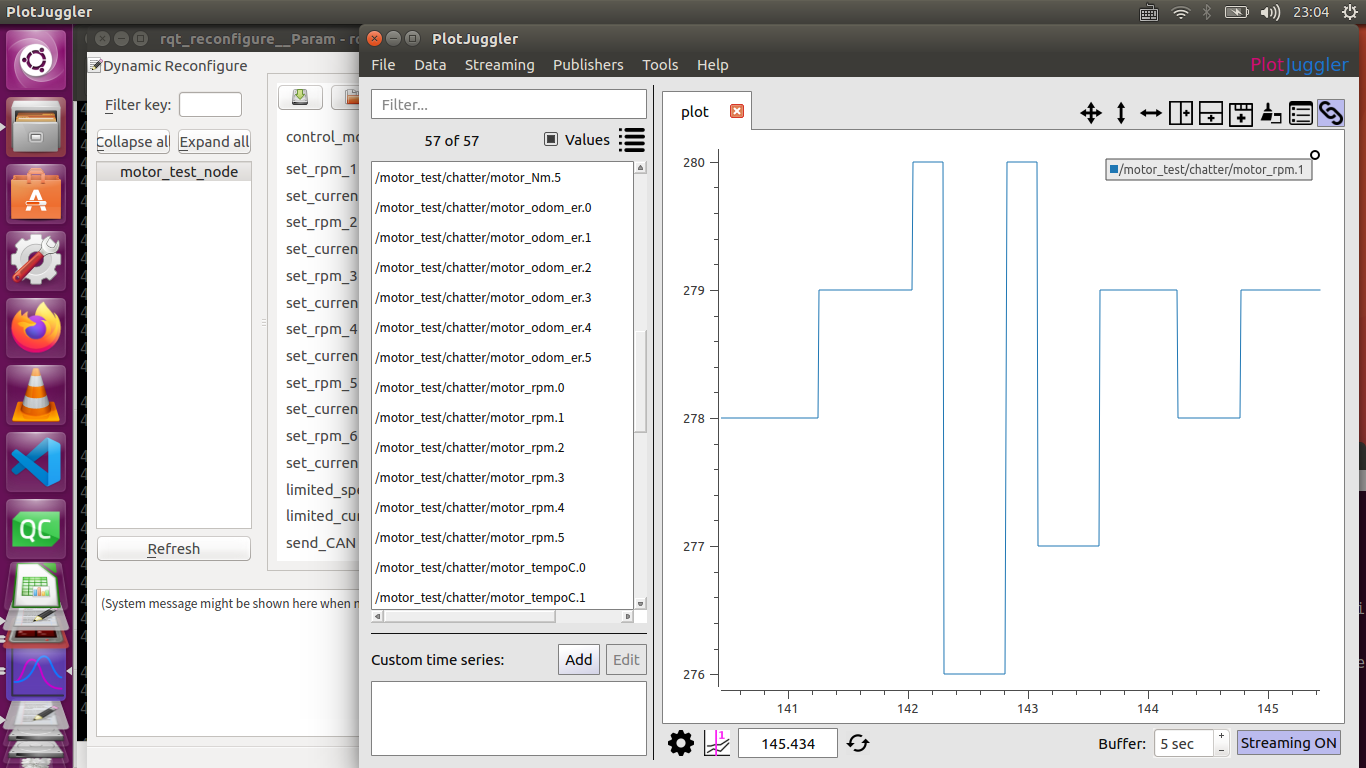 PlotJuggler
23:04
rqt_reconfigure__Param - ro
Dynamic Reconfigure
Filter key:
Collapse all
Expand all
motor_test_node
Refresh
(System message might be shown here when n
control_mo
set_rpm_1
set_curren
set_rpm_2
set_curren
set_rpm_3
set_curren
set_rpm_4
set_curren
set_rpm_5
set_curren
set_rpm_6
set_curren
limited_spe
limited_cur
send_CAN
PlotJuggler
File Data Streaming Publishers Tools Help
PlotJuggler
Filter...
57 of 57
Values
/motor_test/chatter/motor_Nm.5
/motor_test/chatter/motor_odom_er.0
/motor_test/chatter/motor_odom_er.1
/motor_test/chatter/motor_odom_er.2
/motor_test/chatter/motor_odom_er.3
/motor_test/chatter/motor_odom_er.4
/motor_test/chatter/motor_odom_er.5
/motor_test/chatter/motor_rpm.0
/motor_test/chatter/motor_rpm.1
/motor_test/chatter/motor_rpm.2
/motor_test/chatter/motor_rpm.3
/motor_test/chatter/motor_rpm.4
/motor_test/chatter/motor_rpm.5
/motor_test/chatter/motor_tempoC.0
/motor_test/chatter/motor_tempoC.1
Custom time series:
Add
Edit
plot
/motor_test/chatter/motor_rpm.1
280
279
278
277
276
141 142 143 144 145
1
145.434
Buffer:
5 sec
Streaming ON
A
QC